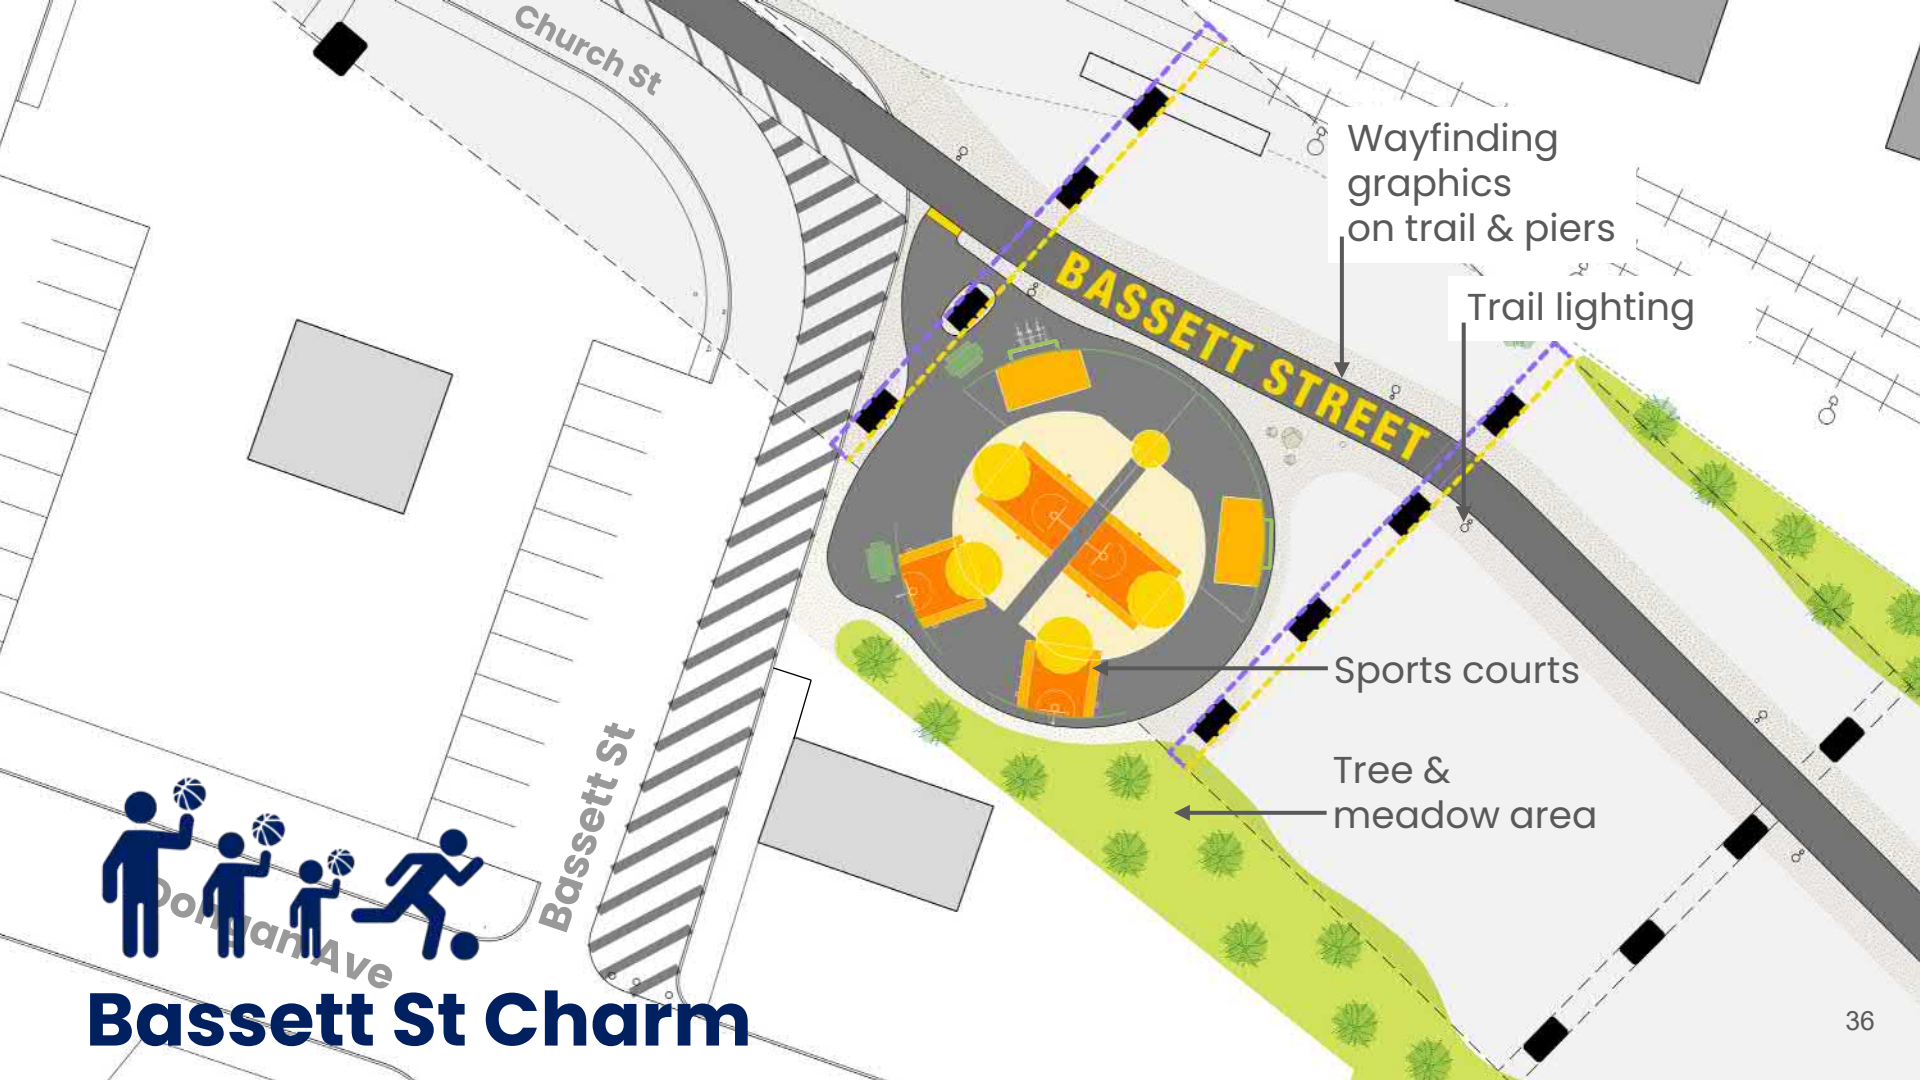 Church St
Wayfinding
graphics
on trail & piers
Trail lighting
BASSETT STREET
Sports courts
Tree &
meadow area
Bassett St
Dongan Ave
Bassett St Charm
36